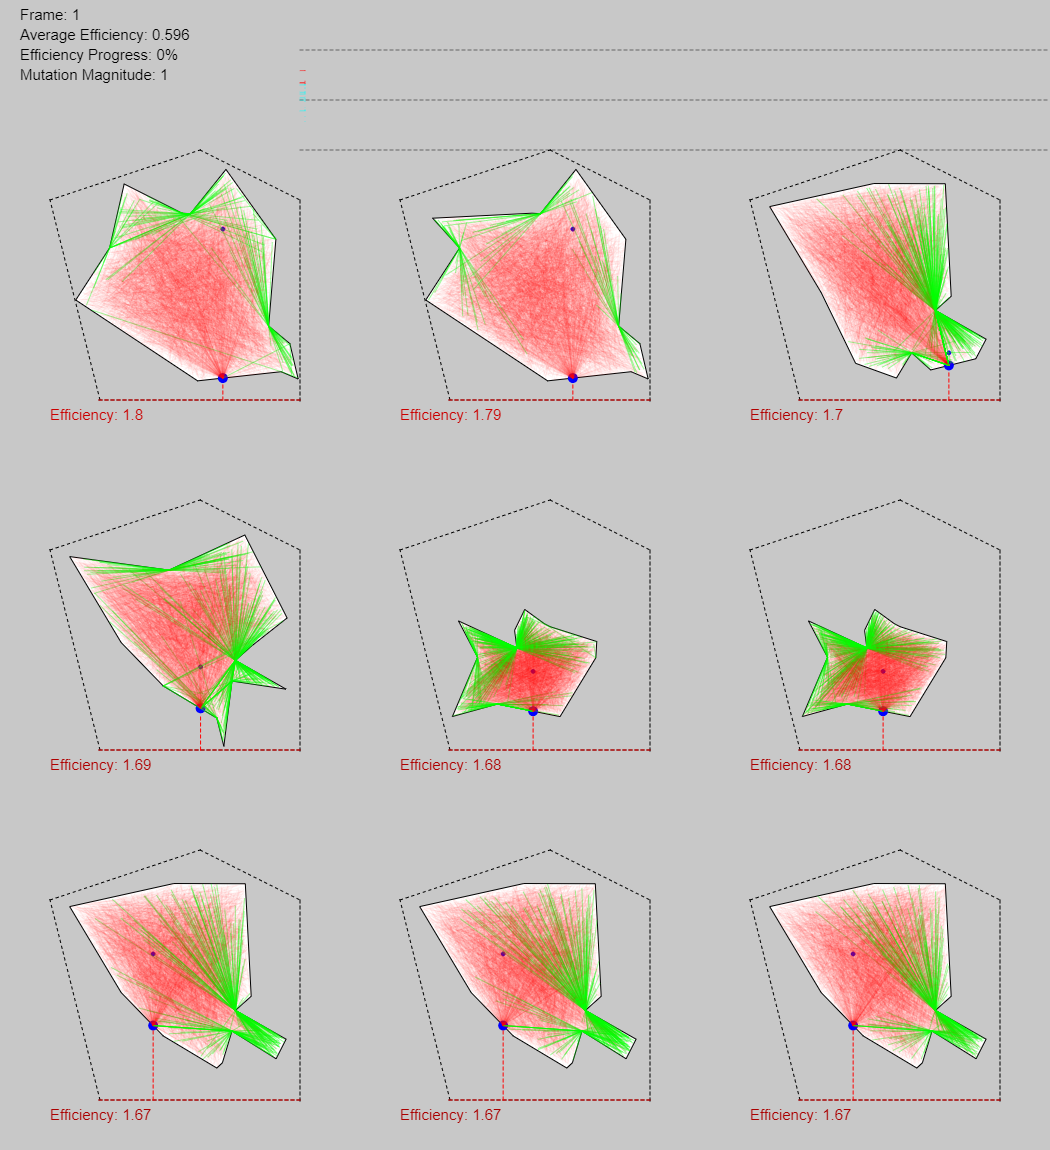 Frame: 1
Average Efficiency: 0.596
Efficiency Progress: 0%
Mutation Magnitude: 1
Efficiency: 1.8
Efficiency: 1.79
Efficiency: 1.7
Efficiency: 1.69
Efficiency: 1.68
Efficiency: 1.68
Efficiency: 1.67
Efficiency: 1.67
Efficiency: 1.67